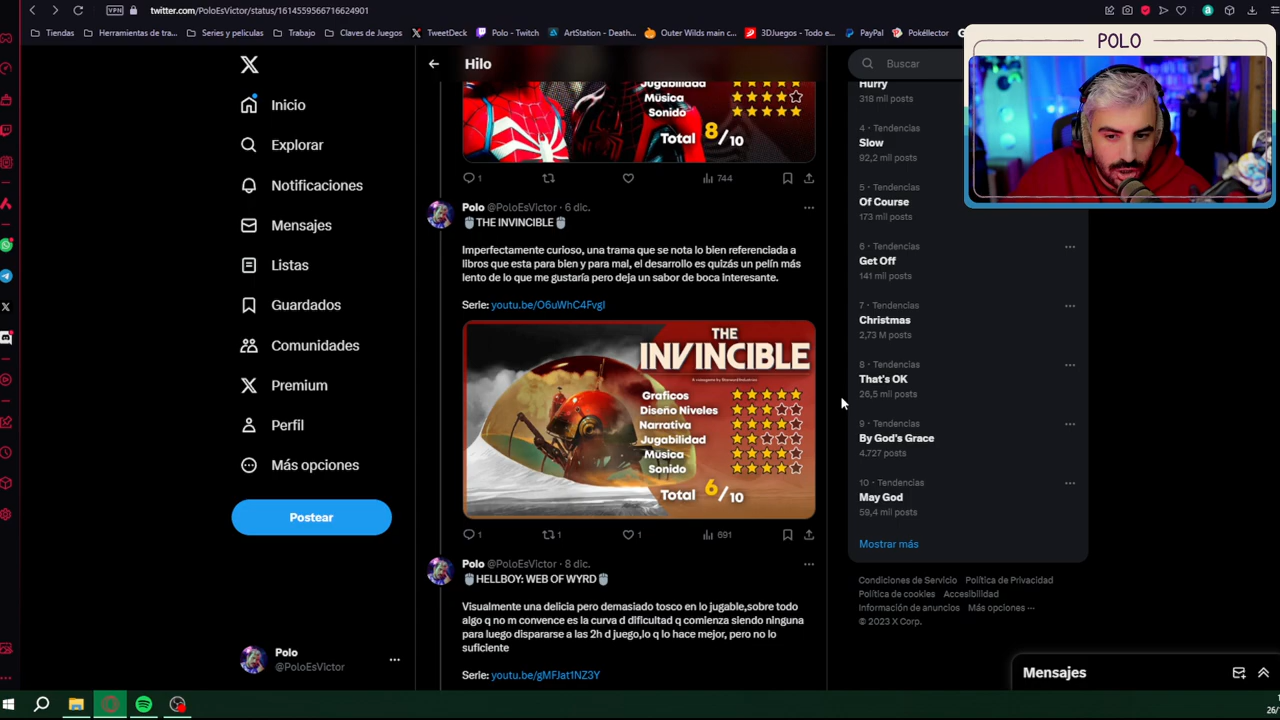 twitter.com/PoloEsVictor/status/1614559566716624901
VPN
Tiendas
Herramientas de tra...
Series y peliculas
Trabajo
Claves de Juegos
TweetDeck
Polo - Twitch
ArtStation - Death...
Outer Wilds main c...
3DJuegos - Todo e...
PayPal
Pokéllector
POLO
Inicio
Explorar
Notificaciones
Mensajes
Listas
Guardados
Comunidades
Premium
Perfil
Más opciones
Postear
Polo
@PoloEsVictor
Hilo
Jugabilidad
Música
Sonido
Total 8/10
1
744
Polo @PoloEsVictor · 6 dic.
THE INVINCIBLE
Imperfectamente curioso, una trama que se nota lo bien referenciada a
libros que esta para bien y para mal, el desarrollo es quizás un pelín más
lento de lo que me gustaría pero deja un sabor de boca interesante.
Serie: youtu.be/O6uWhC4FvgI
THE
INVINCIBLE
Graficos
Diseño Niveles
Narrativa
Jugabilidad
Música
Sonido
Total 6/10
1
1
1
691
Polo @PoloEsVictor · 8 dic.
HELLBOY: WEB OF WYRD
Visualmente una delicia pero demasiado tosco en lo jugable,sobre todo
algo q no m convence es la curva d dificultad q comienza siendo ninguna
para luego dispararse a las 2h d juego,lo q lo hace mejor, pero no lo
suficiente
Serie: youtu.be/gMFJat1NZ3Y
Buscar
Hurry
318 mil posts
4 · Tendencias
Slow
92,2 mil posts
5 · Tendencias
Of Course
173 mil posts
6 · Tendencias
Get Off
141 mil posts
7 · Tendencias
Christmas
2,73 M posts
8 · Tendencias
That's OK
26,5 mil posts
9 · Tendencias
By God's Grace
4.727 posts
10 · Tendencias
May God
59,4 mil posts
Mostrar más
Condiciones de Servicio Política de Privacidad
Política de cookies Accesibilidad
Información de anuncios Más opciones ···
© 2023 X Corp.
Mensajes